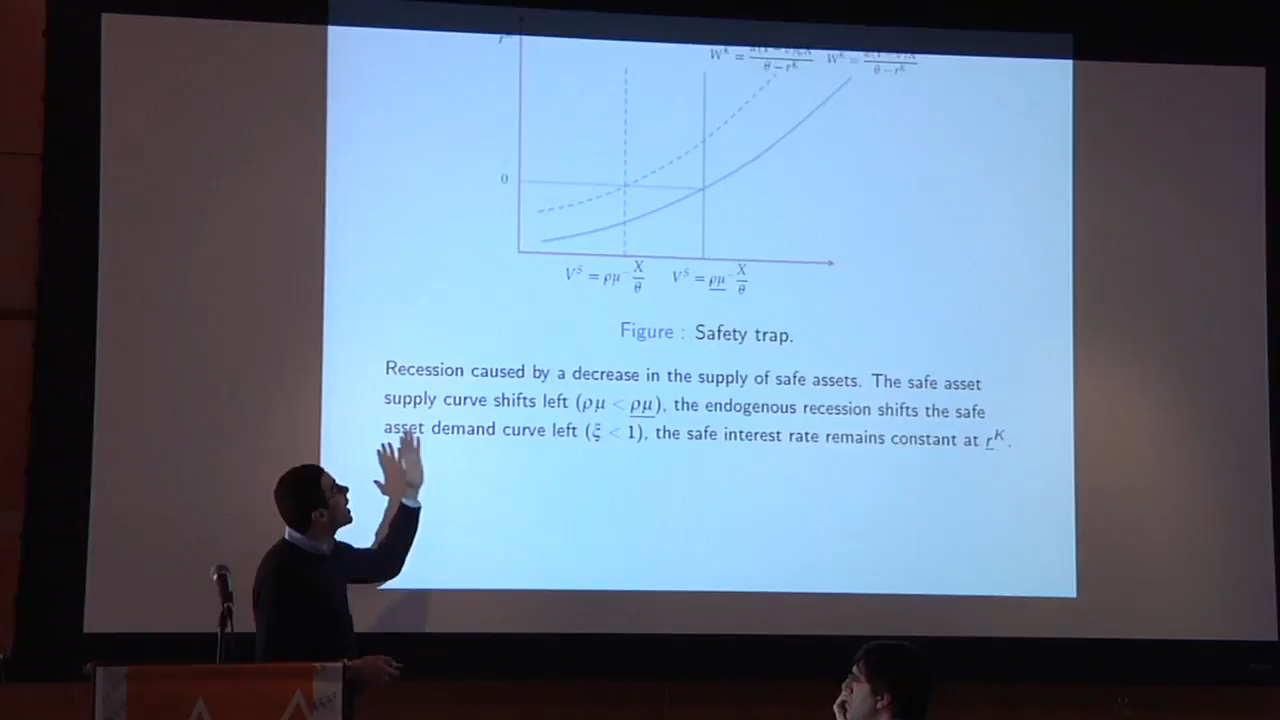 r
W^K = θ − r^K W^K = θ − r^K
0
V^S = ρμ⁻ X/θ V^S = ρμ⁻ X/θ
Figure : Safety trap.
Recession caused by a decrease in the supply of safe assets. The safe asset
supply curve shifts left (ρμ < ρμ), the endogenous recession shifts the safe
asset demand curve left (ξ < 1), the safe interest rate remains constant at r^K.